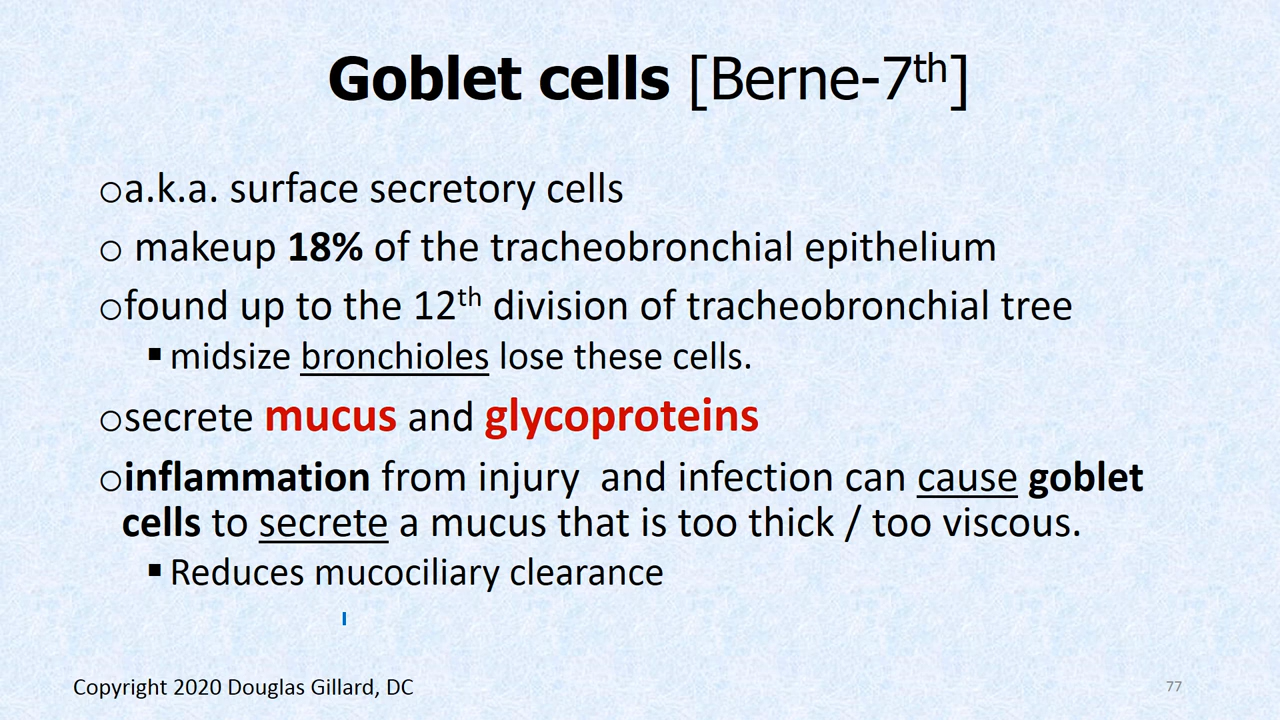 Goblet cells [Berne-7th]
oa.k.a. surface secretory cells
o makeup 18% of the tracheobronchial epithelium
ofound up to the 12th division of tracheobronchial tree
▪ midsize bronchioles lose these cells.
osecrete mucus and glycoproteins
oinflammation from injury  and infection can cause goblet
cells to secrete a mucus that is too thick / too viscous.
▪ Reduces mucociliary clearance
Copyright 2020 Douglas Gillard, DC
77